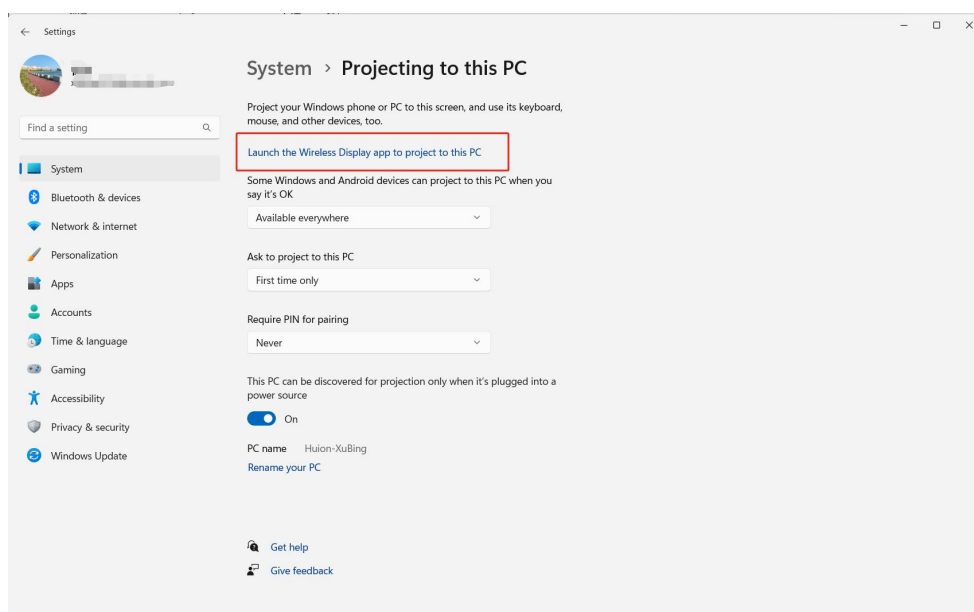 Settings
System > Projecting to this PC
Project your Windows phone or PC to this screen, and use its keyboard,
mouse, and other devices, too.
Find a setting
Launch the Wireless Display app to project to this PC
System
Some Windows and Android devices can project to this PC when you
say it's OK
Bluetooth & devices
Available everywhere
Network & internet
Personalization
Ask to project to this PC
Apps
First time only
Accounts
Require PIN for pairing
Time & language
Never
Gaming
This PC can be discovered for projection only when it's plugged into a
power source
Accessibility
On
Privacy & security
PC name Huion-XuBing
Windows Update
Rename your PC
Get help
Give feedback